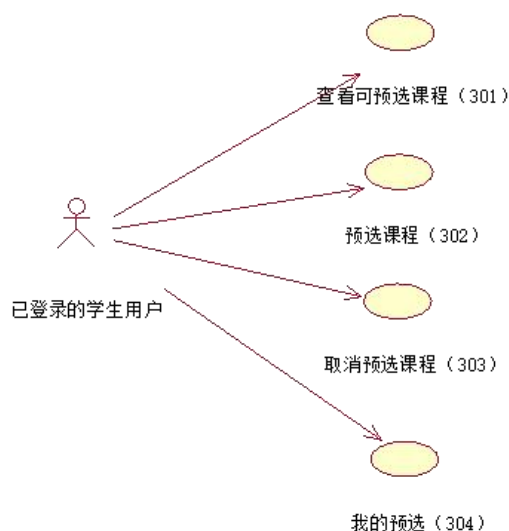 查看可预选课程（301）
预选课程（302）
已登录的学生用户
取消预选课程（303）
我的预选（304）